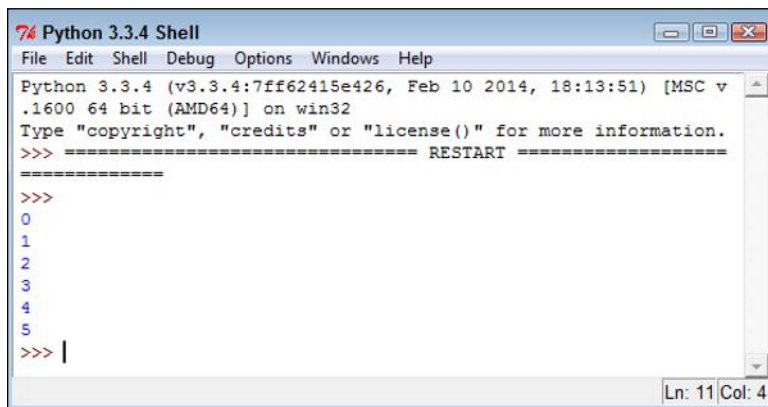 Python 3.3.4 Shell
File Edit Shell Debug Options Windows Help
Python 3.3.4 (v3.3.4:7ff62415e426, Feb 10 2014, 18:13:51) [MSC v
.1600 64 bit (AMD64)] on win32
Type "copyright", "credits" or "license()" for more information.
>>> ================================ RESTART ===================
=============
>>>
0
1
2
3
4
5
>>>
Ln: 11 Col: 4